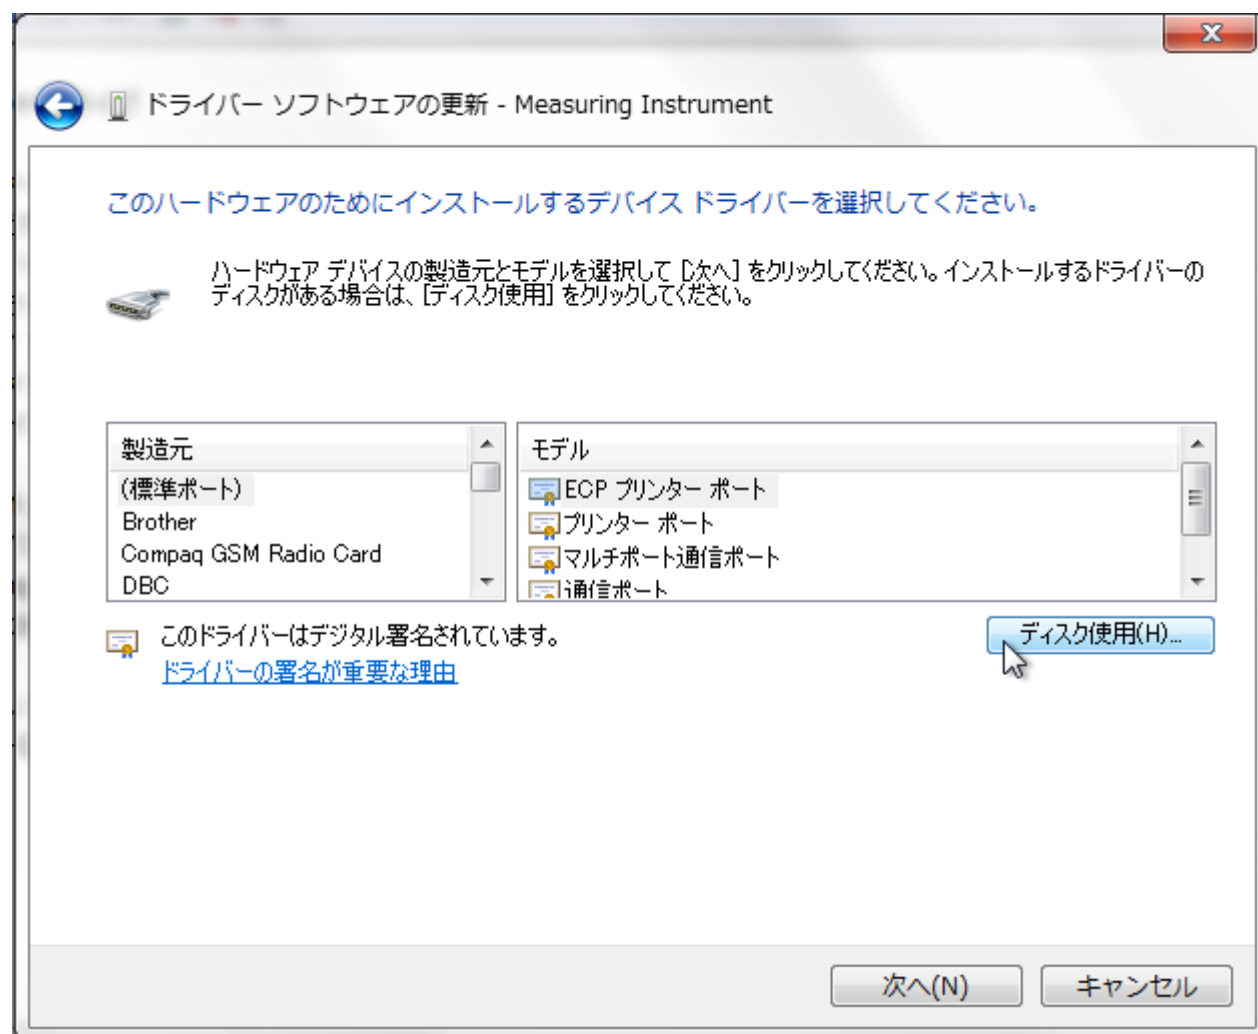 ドライバー ソフトウェアの更新 - Measuring Instrument
このハードウェアのためにインストールするデバイス ドライバーを選択してください。
ハードウェア デバイスの製造元とモデルを選択して [次へ] をクリックしてください。インストールするドライバーの
ディスクがある場合は、[ディスク使用] をクリックしてください。
製造元
(標準ポート)
Brother
Compaq GSM Radio Card
DBC
モデル
ECP プリンター ポート
プリンター ポート
マルチポート通信ポート
通信ポート
このドライバーはデジタル署名されています。
ディスク使用(H)...
ドライバーの署名が重要な理由
次へ(N)
キャンセル